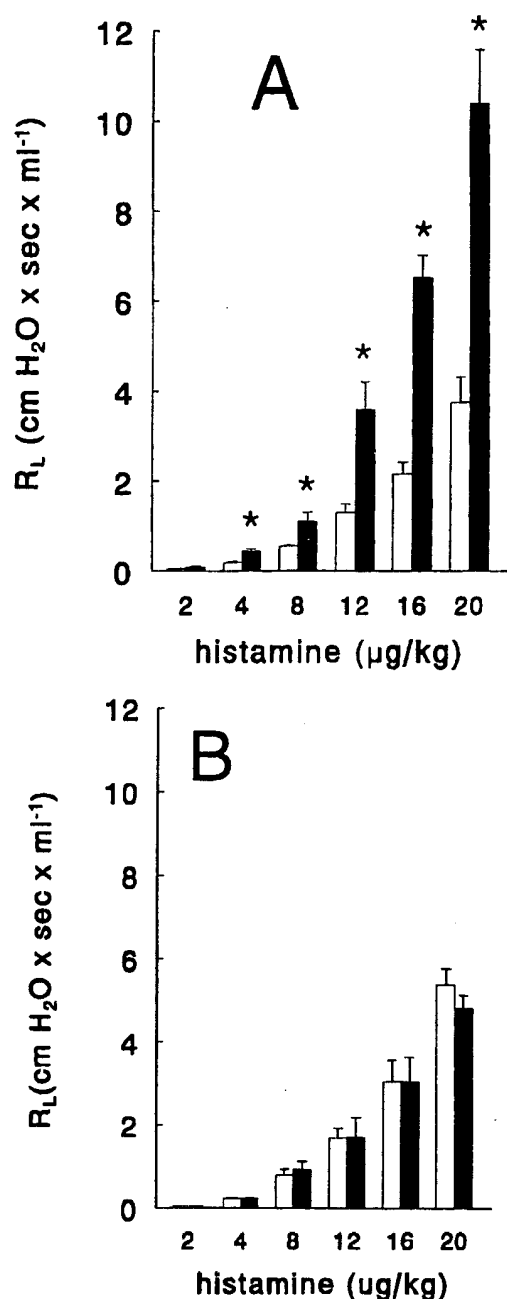 A
R_L (cm H₂O x sec x ml⁻¹)
12
10
8
6
4
2
0
* * * * *
2 4 8 12 16 20
histamine (μg/kg)
B
R_L(cm H₂O x sec x ml⁻¹)
12
10
8
6
4
2
0
2 4 8 12 16 20
histamine (ug/kg)